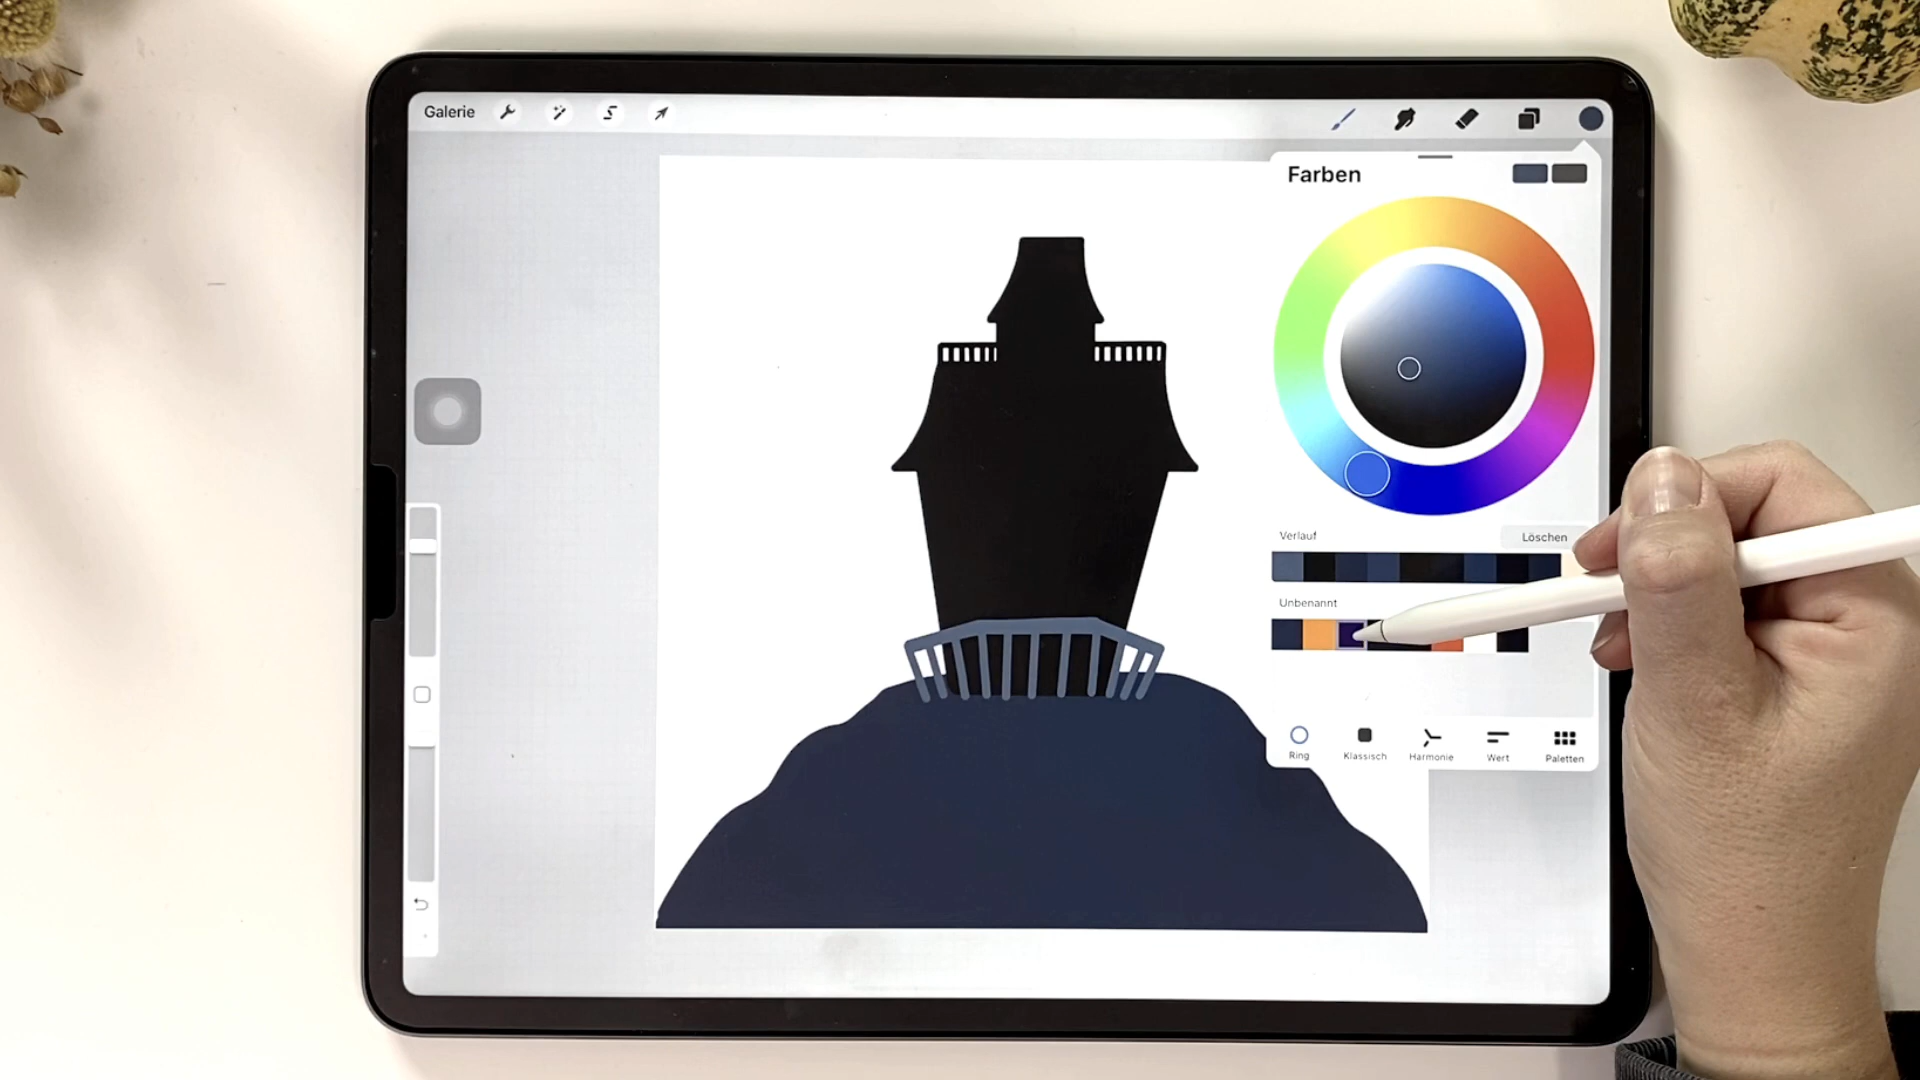 Galerie
Farben
Verlauf
Löschen
Unbenannt
Ring
Klassisch
Harmonie
Wert
Paletten